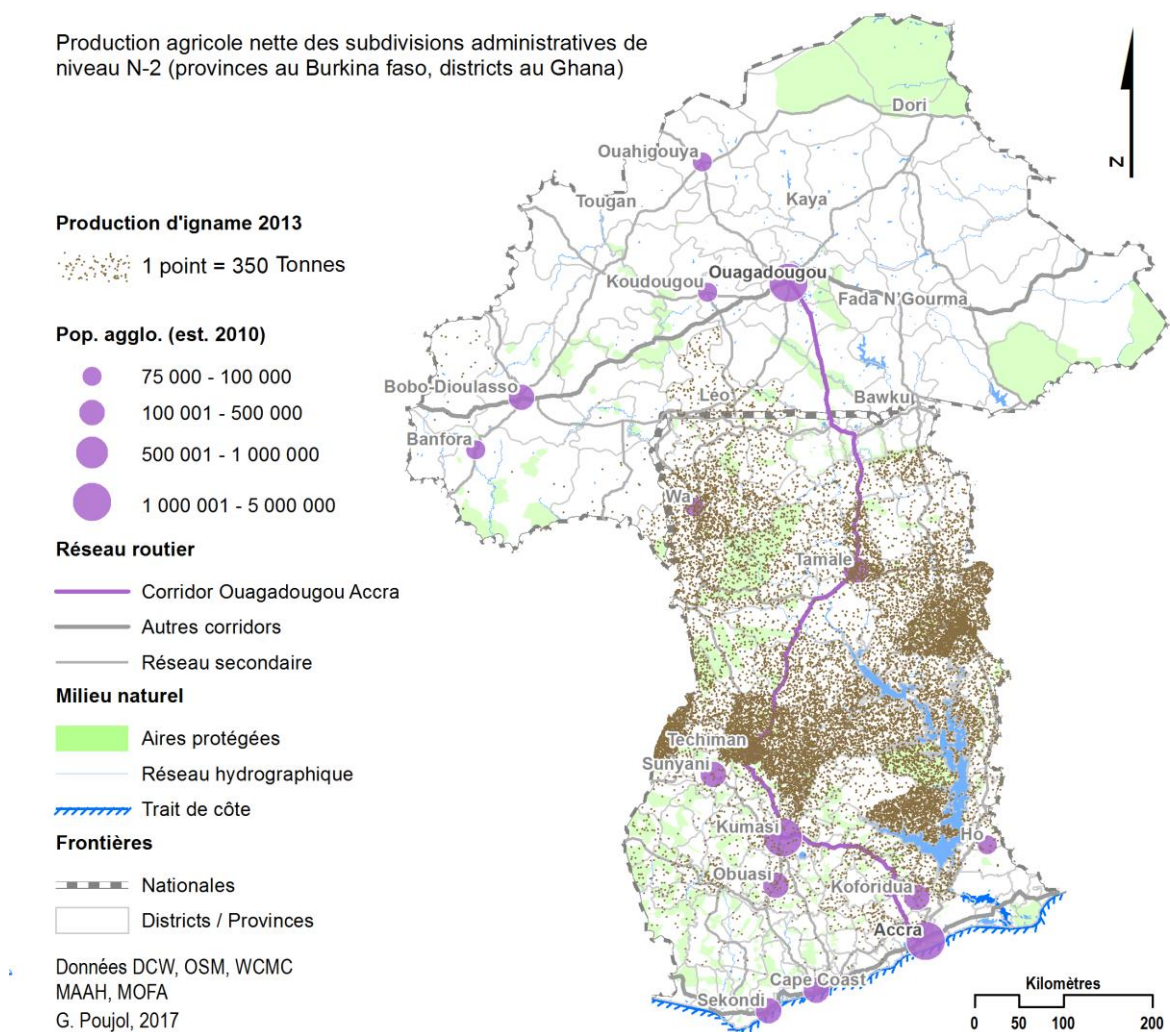 Production agricole nette des subdivisions administratives de
niveau N-2 (provinces au Burkina faso, districts au Ghana)
Production d'igname 2013
1 point = 350 Tonnes
Pop. agglo. (est. 2010)
75 000 - 100 000
100 001 - 500 000
500 001 - 1 000 000
1 000 001 - 5 000 000
Réseau routier
Corridor Ouagadougou Accra
Autres corridors
Réseau secondaire
Milieu naturel
Aires protégées
Réseau hydrographique
Trait de côte
Frontières
Nationales
Districts / Provinces
Données DCW, OSM, WCMC
MAAH, MOFA
G. Poujol, 2017
N
Dori
Ouahigouya
Tougan
Kaya
Ouagadougou
Koudougou
Fada N'Gourma
Bobo-Dioulasso
Léo
Bawku
Banfora
Wa
Tamale
Techiman
Sunyani
Kumasi
Ho
Obuasi
Koforidua
Accra
Cape Coast
Sekondi
Kilomètres
0 50 100 200